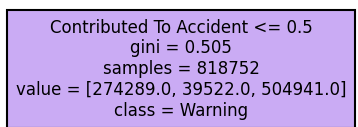 Contributed To Accident <= 0.5
gini = 0.505
samples = 818752
value = [274289.0, 39522.0, 504941.0]
class = Warning